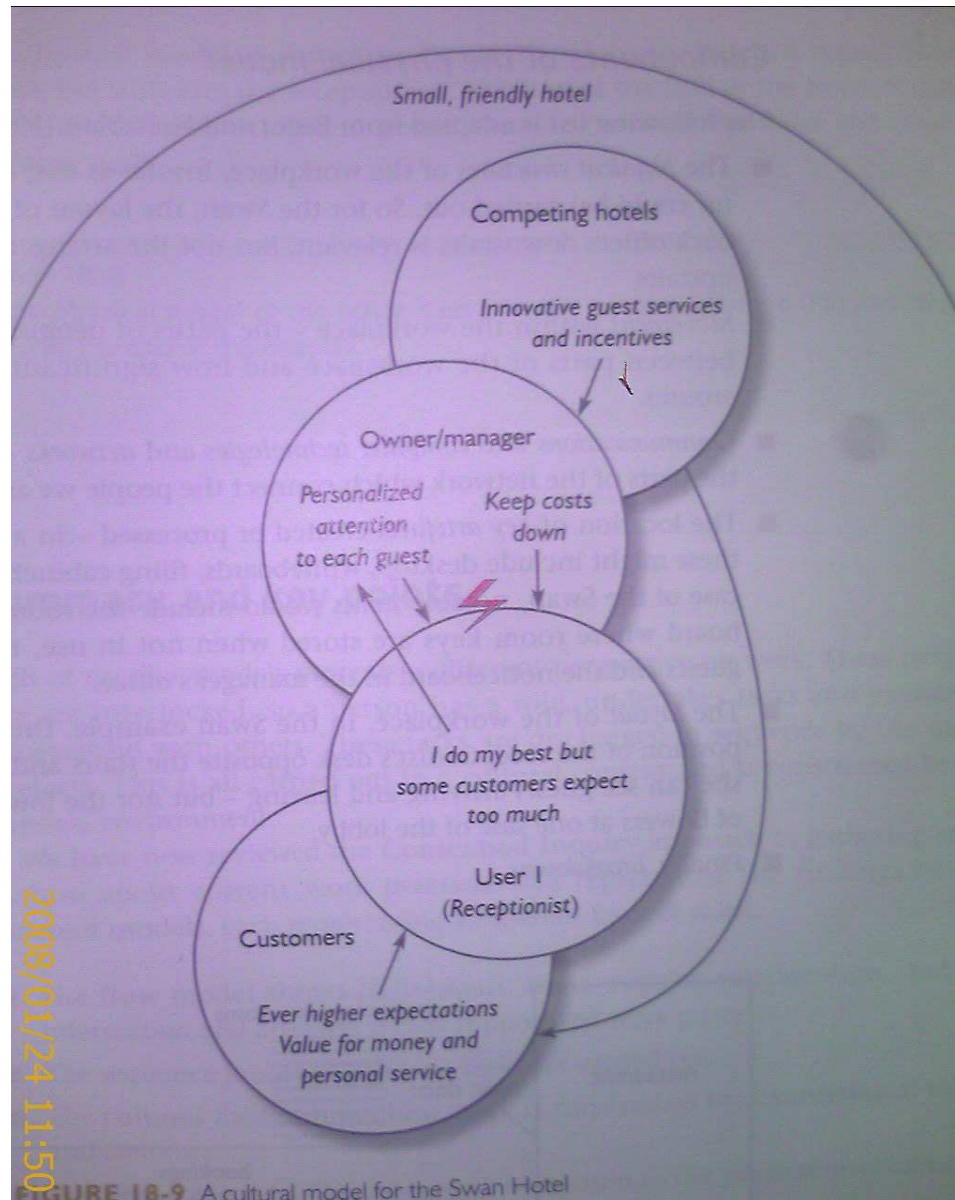 Small, friendly hotel
Competing hotels
Innovative guest services
and incentives
Owner/manager
Personalized
attention
to each guest
Keep costs
down
I do my best but
some customers expect
too much
User 1
(Receptionist)
Customers
Ever higher expectations
Value for money and
personal service
FIGURE 18-9 A cultural model for the Swan Hotel
2008/01/24 11:50